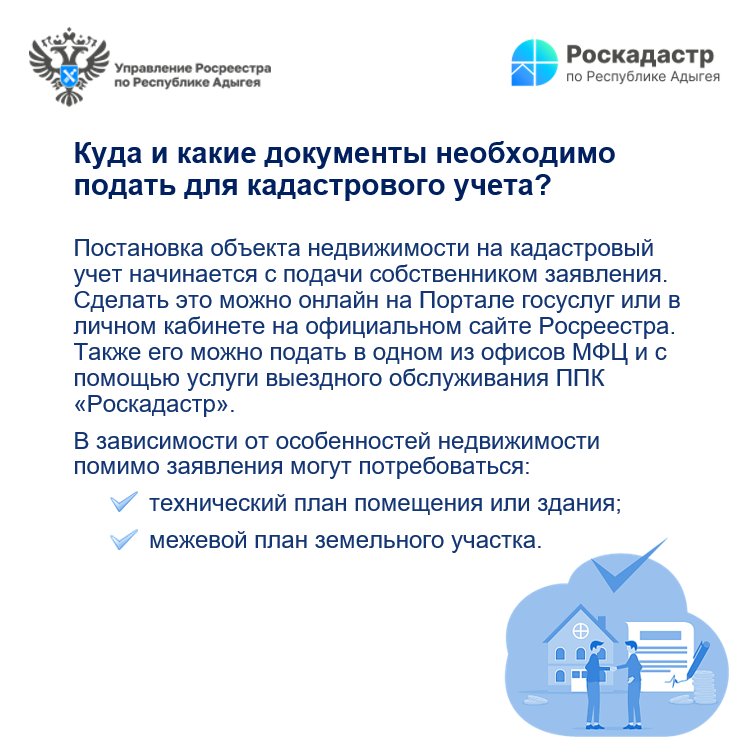 Управление Росреестра
по Республике Адыгея
Роскадастр
по Республике Адыгея
Куда и какие документы необходимо
подать для кадастрового учета?
Постановка объекта недвижимости на кадастровый
учет начинается с подачи собственником заявления.
Сделать это можно онлайн на Портале госуслуг или в
личном кабинете на официальном сайте Росреестра.
Также его можно подать в одном из офисов МФЦ и с
помощью услуги выездного обслуживания ППК
«Роскадастр».
В зависимости от особенностей недвижимости
помимо заявления могут потребоваться:
технический план помещения или здания;
межевой план земельного участка.